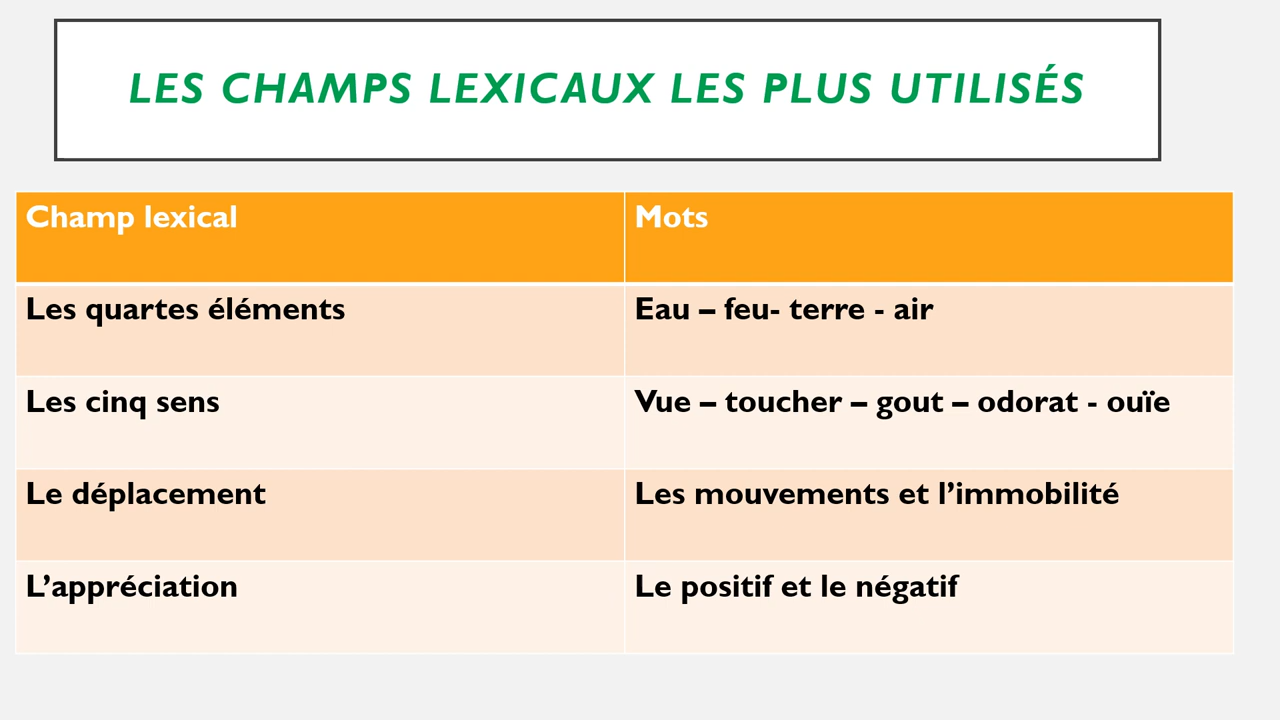 LES CHAMPS LEXICAUX LES PLUS UTILISÉS
Champ lexical
Mots
Les quartes éléments
Eau – feu- terre - air
Les cinq sens
Vue – toucher – gout – odorat - ouïe
Le déplacement
Les mouvements et l’immobilité
L’appréciation
Le positif et le négatif